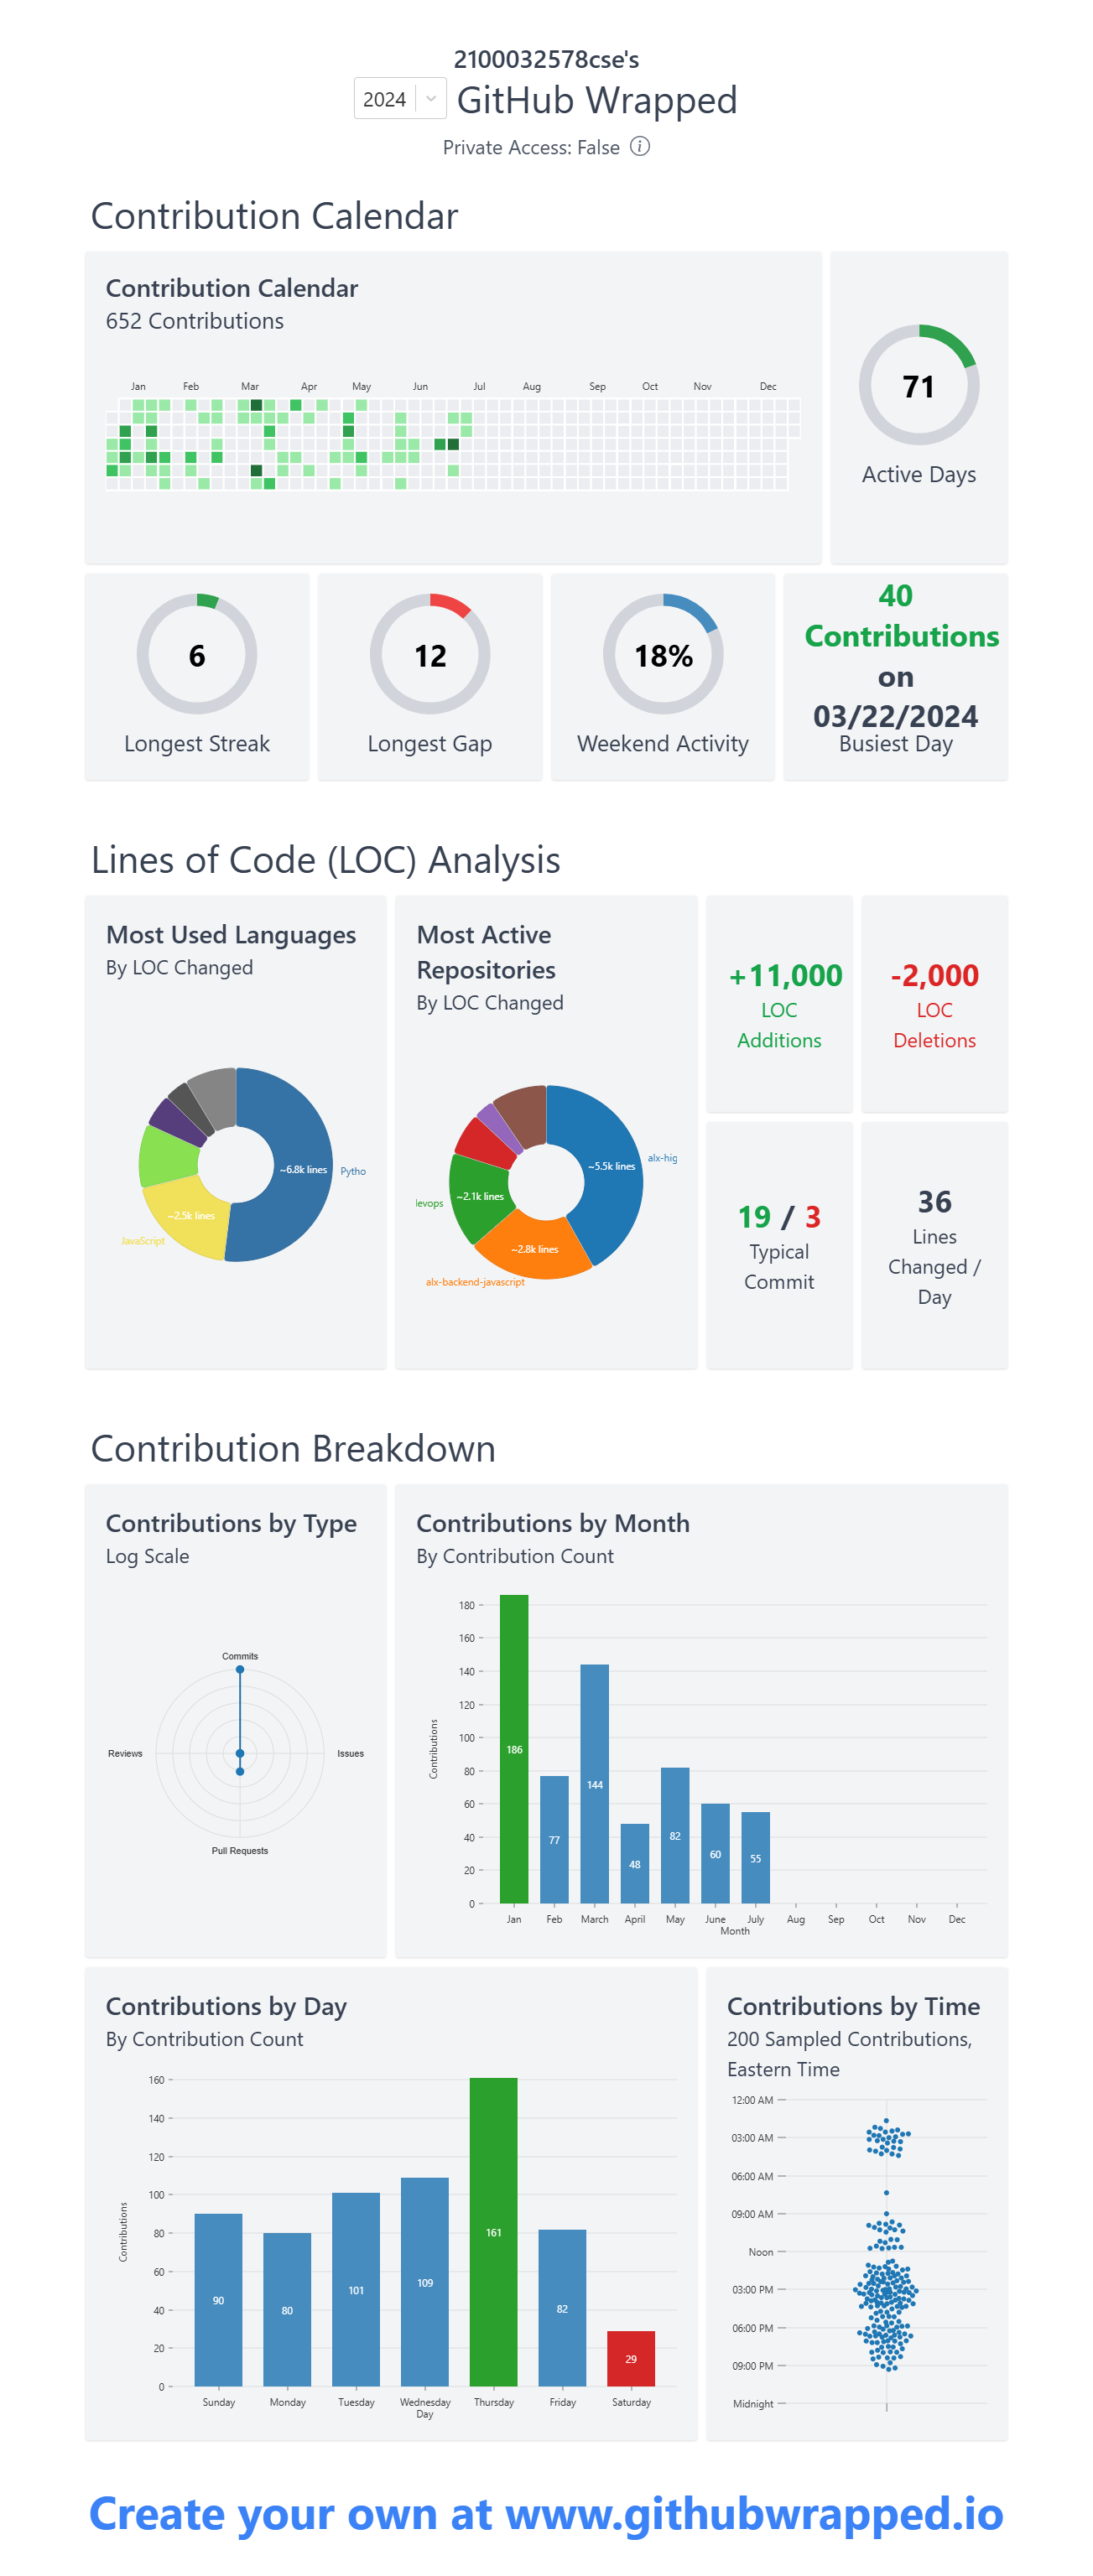 2100032578cse's
2024
GitHub Wrapped
Private Access: False
Contribution Calendar
Contribution Calendar
652 Contributions
Jan Feb Mar Apr May Jun Jul Aug Sep Oct Nov Dec
71
Active Days
6
Longest Streak
12
Longest Gap
18%
Weekend Activity
40
Contributions
on
03/22/2024
Busiest Day
Lines of Code (LOC) Analysis
Most Used Languages
By LOC Changed
~6.8k lines
Pytho
~2.5k lines
JavaScript
Most Active
Repositories
By LOC Changed
~5.5k lines
alx-hig
~2.1k lines
levops
~2.8k lines
alx-backend-javascript
+11,000
LOC
Additions
-2,000
LOC
Deletions
19 / 3
Typical
Commit
36
Lines
Changed /
Day
Contribution Breakdown
Contributions by Type
Log Scale
Commits
Reviews
Issues
Pull Requests
Contributions by Month
By Contribution Count
180
160
140
120
100
80
60
40
20
0
Contributions
186
77
144
48
82
60
55
Jan Feb March April May June July Aug Sep Oct Nov Dec
Month
Contributions by Day
By Contribution Count
160
140
120
100
80
60
40
20
0
Contributions
90
80
101
109
161
82
29
Sunday Monday Tuesday Wednesday Thursday Friday Saturday
Day
Contributions by Time
200 Sampled Contributions,
Eastern Time
12:00 AM
03:00 AM
06:00 AM
09:00 AM
Noon
03:00 PM
06:00 PM
09:00 PM
Midnight
Create your own at www.githubwrapped.io